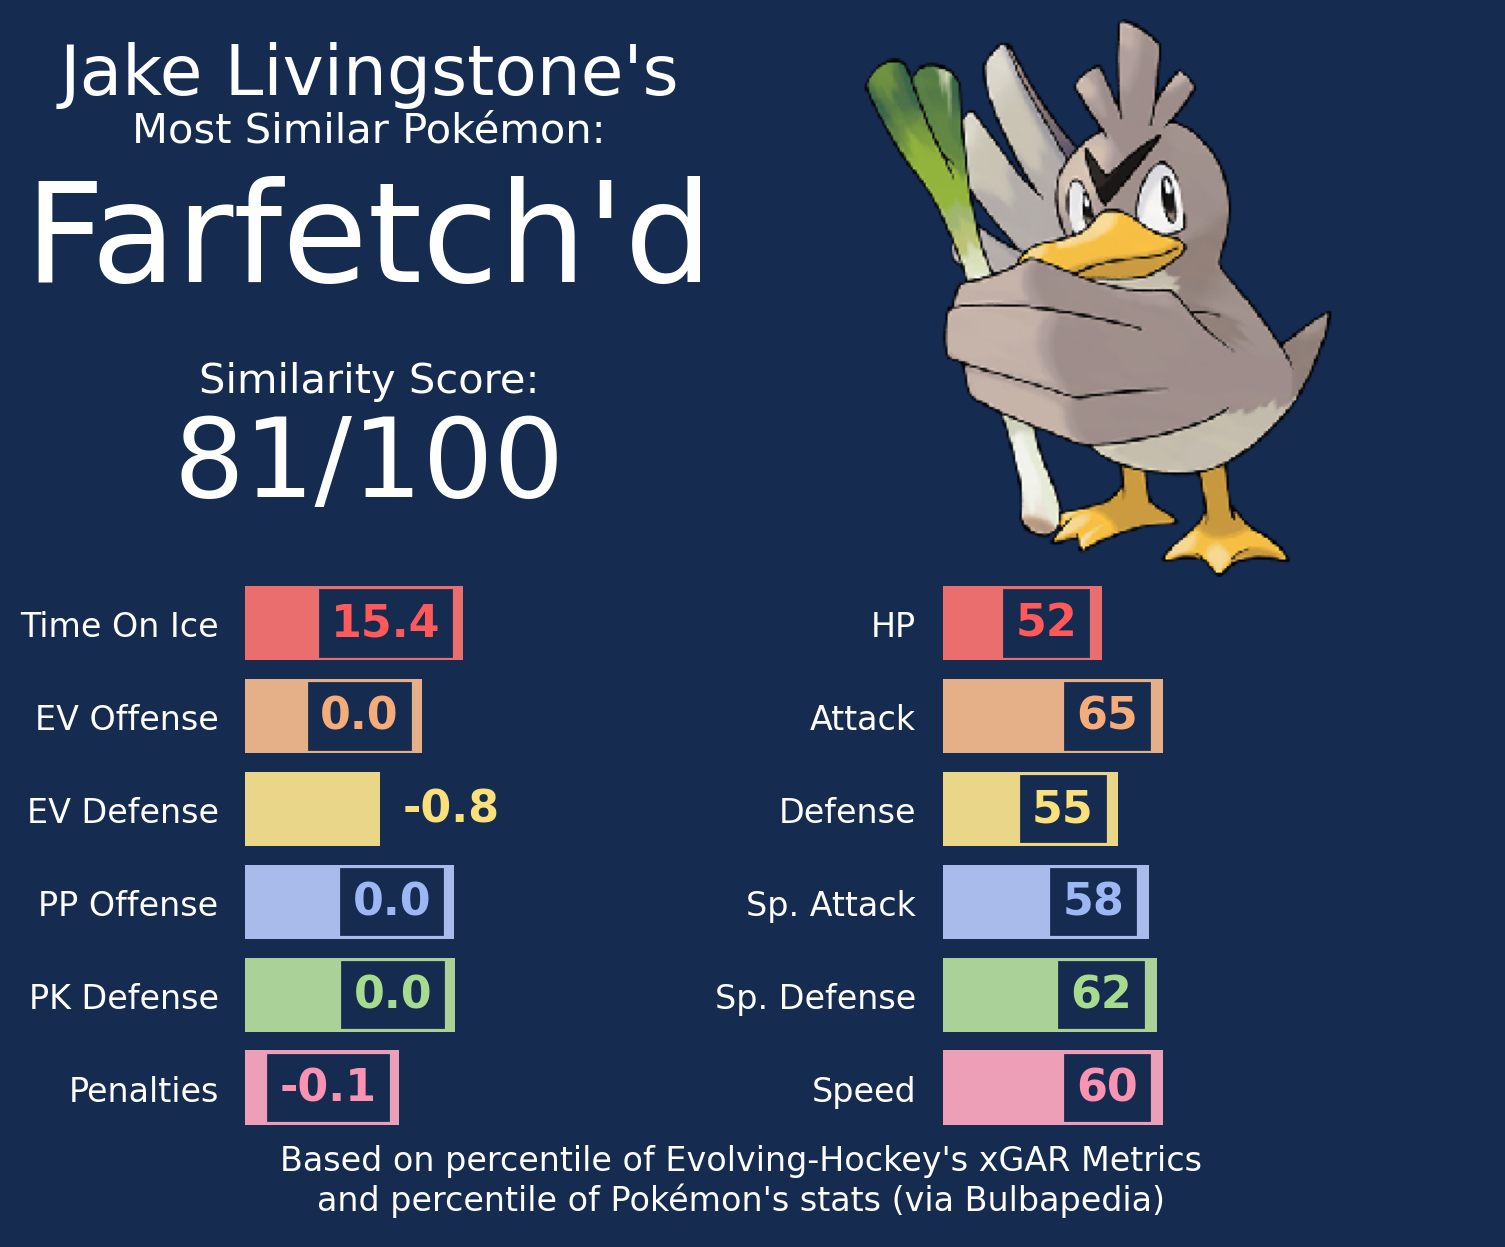 Jake Livingstone's
Most Similar Pokémon:
Farfetch'd
Similarity Score:
81/100
Time On Ice 15.4
EV Offense 0.0
EV Defense -0.8
PP Offense 0.0
PK Defense 0.0
Penalties -0.1
HP 52
Attack 65
Defense 55
Sp. Attack 58
Sp. Defense 62
Speed 60
Based on percentile of Evolving-Hockey's xGAR Metrics
and percentile of Pokémon's stats (via Bulbapedia)